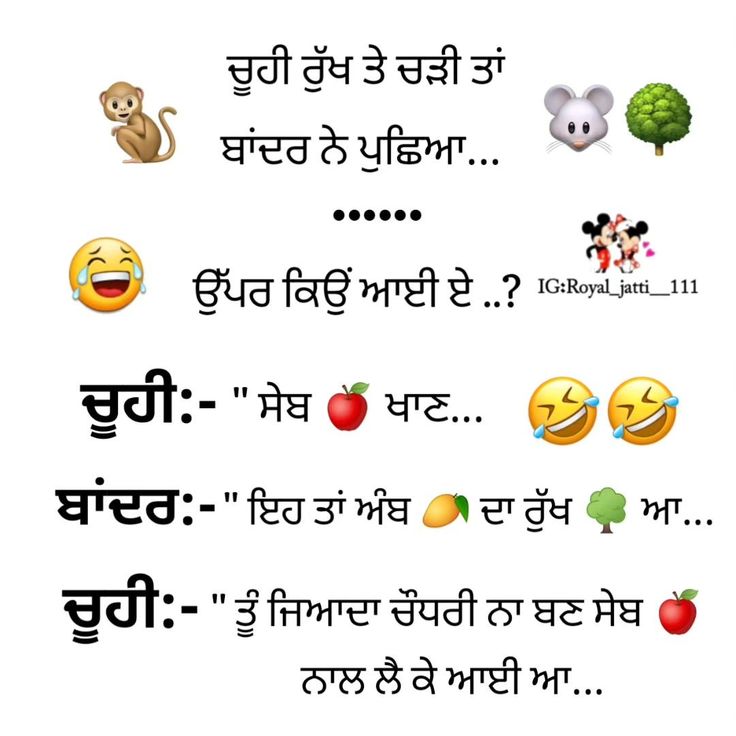 ਚੂਹੀ ਰੁੱਖ ਤੇ ਚੜੀ ਤਾਂ
ਬਾਂਦਰ ਨੇ ਪੁਛਿਆ...
••••••
ਉੱਪਰ ਕਿਉਂ ਆਈ ਏ ..?
IG:Royal_jatti__111
ਚੂਹੀ:- " ਸੇਬ 🍎 ਖਾਣ...
ਬਾਂਦਰ:- " ਇਹ ਤਾਂ ਅੰਬ 🥭 ਦਾ ਰੁੱਖ 🌳 ਆ...
ਚੂਹੀ:- " ਤੂੰ ਜਿਆਦਾ ਚੌਧਰੀ ਨਾ ਬਣ ਸੇਬ 🍎
ਨਾਲ ਲੈ ਕੇ ਆਈ ਆ...